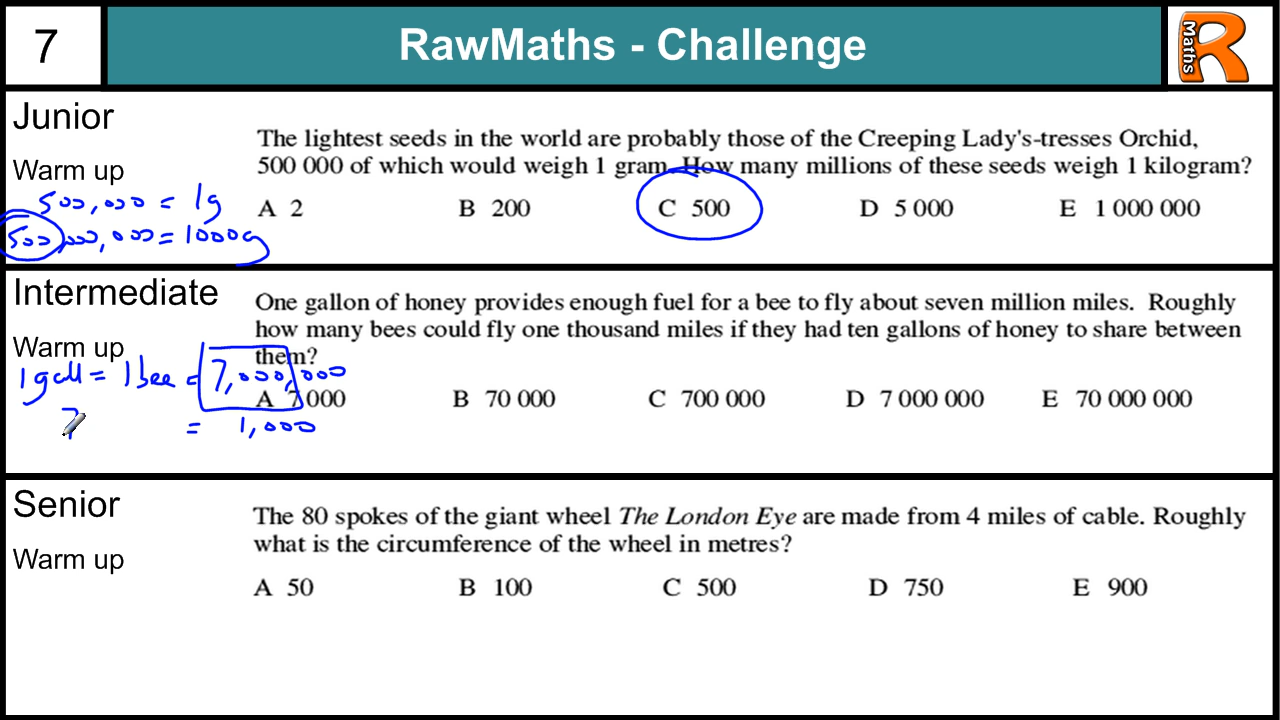 7
RawMaths - Challenge
Maths
R
Junior
Warm up
The lightest seeds in the world are probably those of the Creeping Lady's-tresses Orchid,
500 000 of which would weigh 1 gram. How many millions of these seeds weigh 1 kilogram?
500,000 = 1g
A 2 B 200 C 500 D 5 000 E 1 000 000
500,000,000 = 1000g
Intermediate
Warm up
One gallon of honey provides enough fuel for a bee to fly about seven million miles. Roughly
how many bees could fly one thousand miles if they had ten gallons of honey to share between
them?
1 gall = 1 bee = 7,000,000
A 7 000 B 70 000 C 700 000 D 7 000 000 E 70 000 000
7 = 1,000
Senior
Warm up
The 80 spokes of the giant wheel The London Eye are made from 4 miles of cable. Roughly
what is the circumference of the wheel in metres?
A 50 B 100 C 500 D 750 E 900